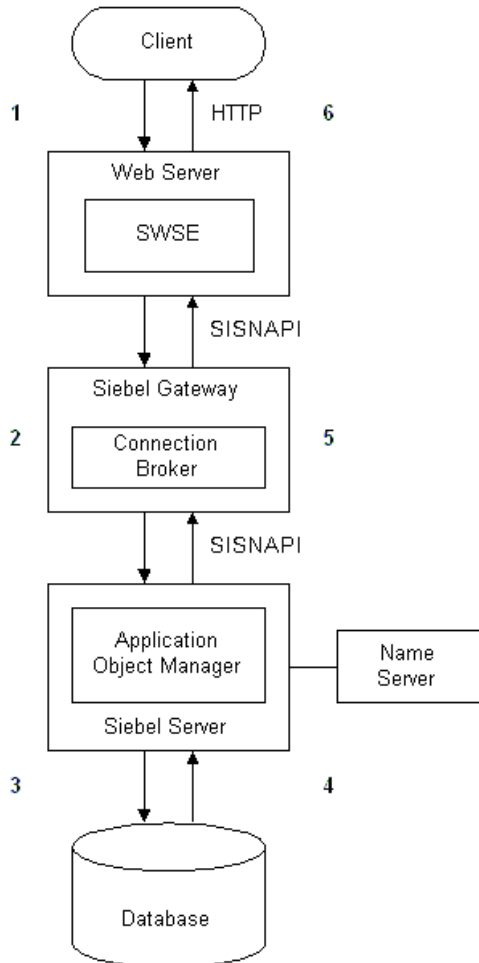 Client
1
HTTP
6
Web Server
SWSE
SISNAPI
Siebel Gateway
2
Connection
Broker
5
SISNAPI
Application
Object Manager
Name
Server
Siebel Server
3
4
Database